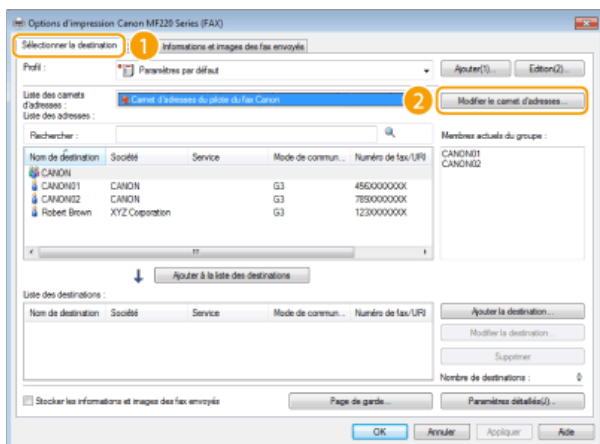 Options d'impression Canon MF220 Series (FAX)
Sélectionner la destination 1 Informations et images des fax envoyés
Profil : Paramètres par défaut Ajouter(1)... Edition(2)...
Liste des carnets d'adresses : Carnet d'adresses du pilote du fax Canon 2 Modifier le carnet d'adresses...
Liste des adresses :
Rechercher : Membres actuels du groupe :
Nom de destination Société Service Mode de commun... Numéro de fax/URI CANON01
CANON CANON02
CANON01 CANON G3 456XXXXXXX
CANON02 CANON G3 789XXXXXXX
Robert Brown XYZ Corporation G3 123XXXXXXX
Ajouter à la liste des destinations
Liste des destinations :
Nom de destination Société Service Mode de commun... Numéro de fax/URI Ajouter la destination...
Modifier la destination...
Supprimer
Nombre de destinations : 0
Stocker les informations et images des fax envoyés Page de garde... Paramètres détaillés(J)...
OK Annuler Appliquer Aide